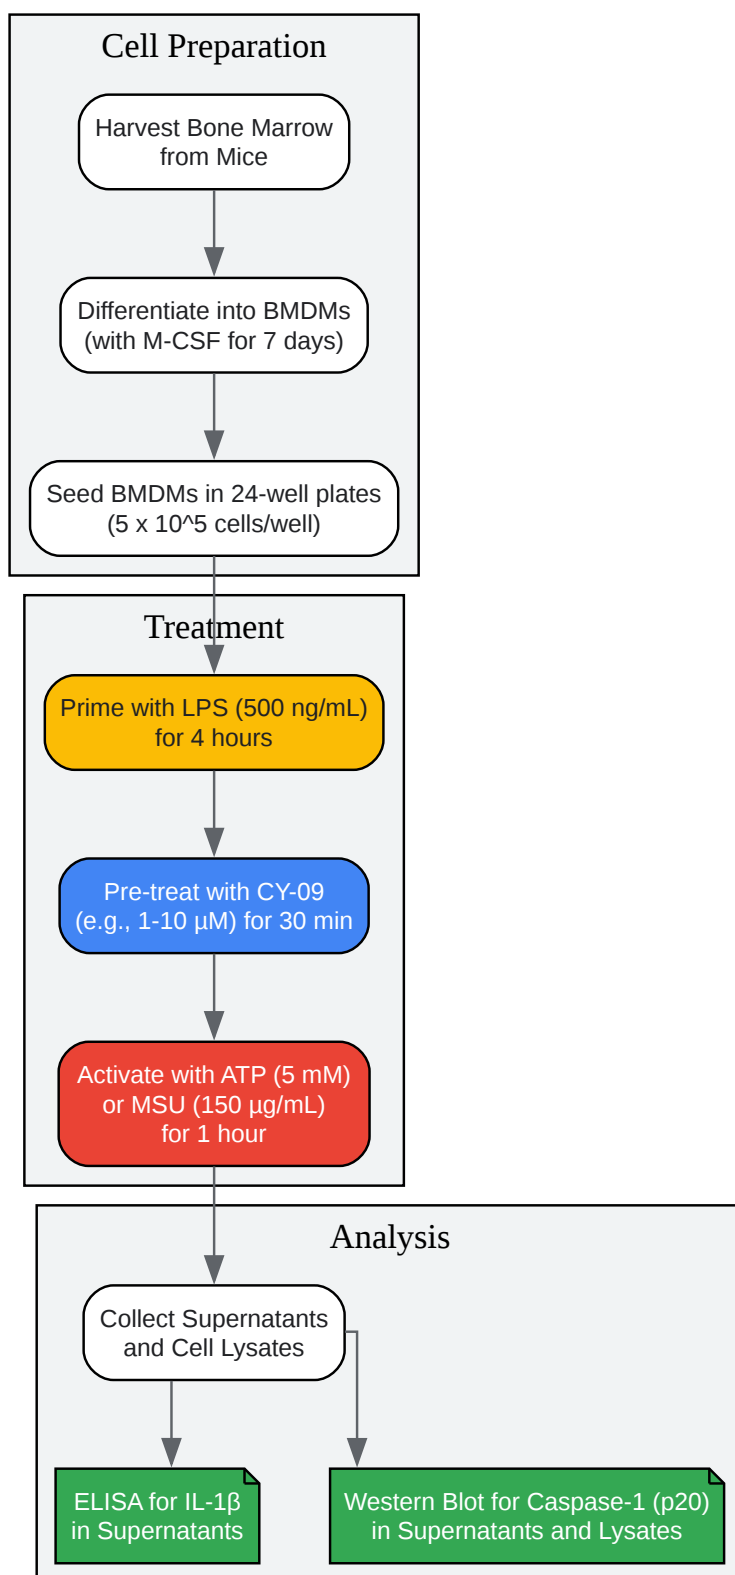 Cell Preparation
Harvest Bone Marrow
from Mice
Differentiate into BMDMs
(with M-CSF for 7 days)
Seed BMDMs in 24-well plates
(5 x 10^5 cells/well)
Treatment
Prime with LPS (500 ng/mL)
for 4 hours
Pre-treat with CY-09
(e.g., 1-10 µM) for 30 min
Activate with ATP (5 mM)
or MSU (150 µg/mL)
for 1 hour
Analysis
Collect Supernatants
and Cell Lysates
ELISA for IL-1β
in Supernatants
Western Blot for Caspase-1 (p20)
in Supernatants and Lysates